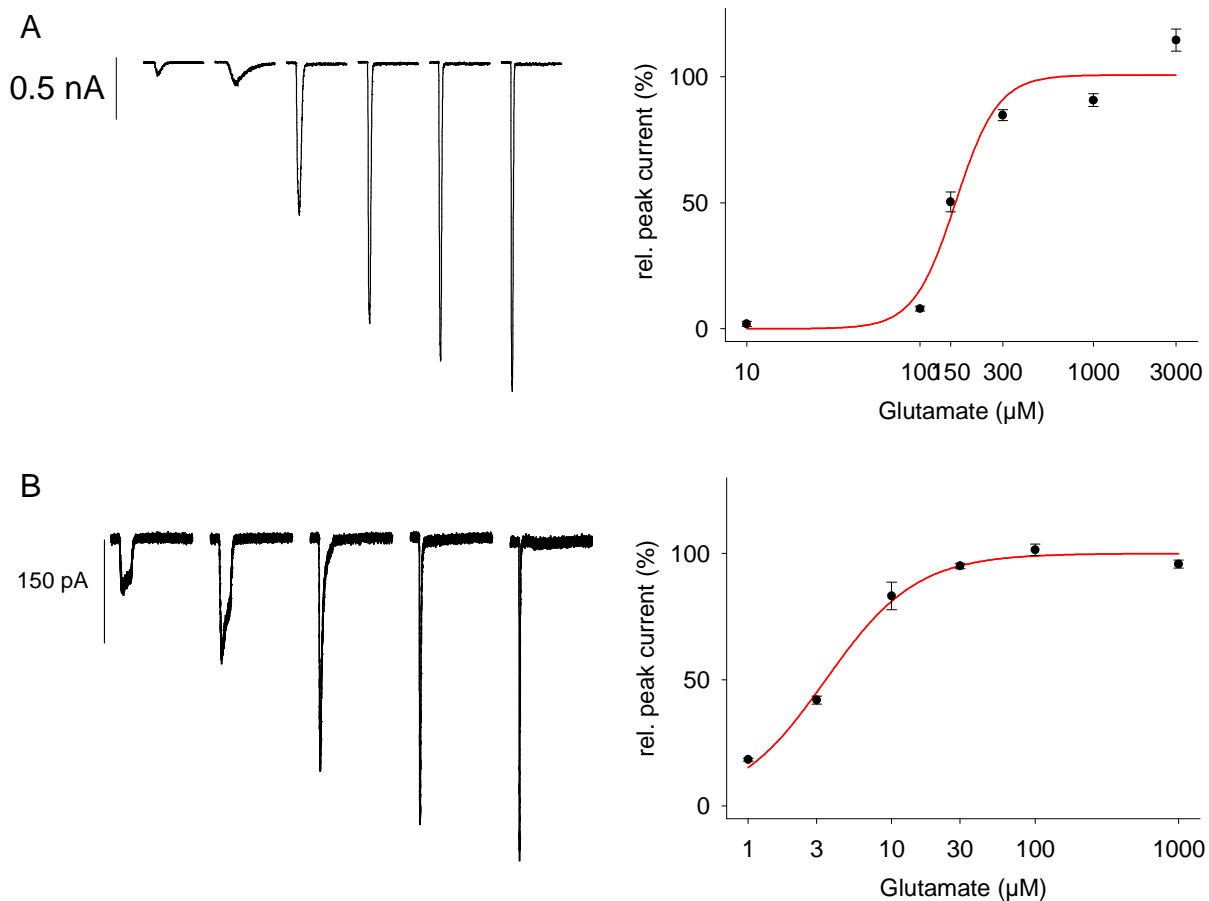 A
0.5 nA
rel. peak current (%)
100
50
0
10 100 150 300 1000 3000
Glutamate (µM)
B
150 pA
rel. peak current (%)
100
50
0
1 3 10 30 100 1000
Glutamate (µM)